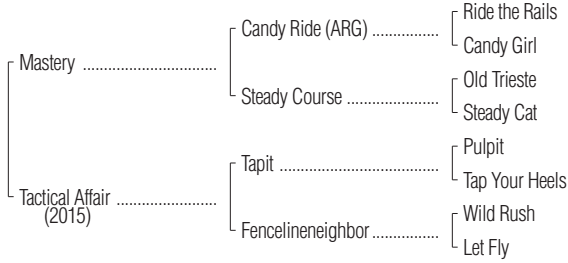 Ride the Rails
Candy Ride (ARG) ................
Candy Girl
Mastery ................................
Old Trieste
Steady Course ......................
Steady Cat
Pulpit
Tapit ......................................
Tap Your Heels
Tactical Affair .......................
(2015)
Wild Rush
Fencelineneighbor ................
Let Fly